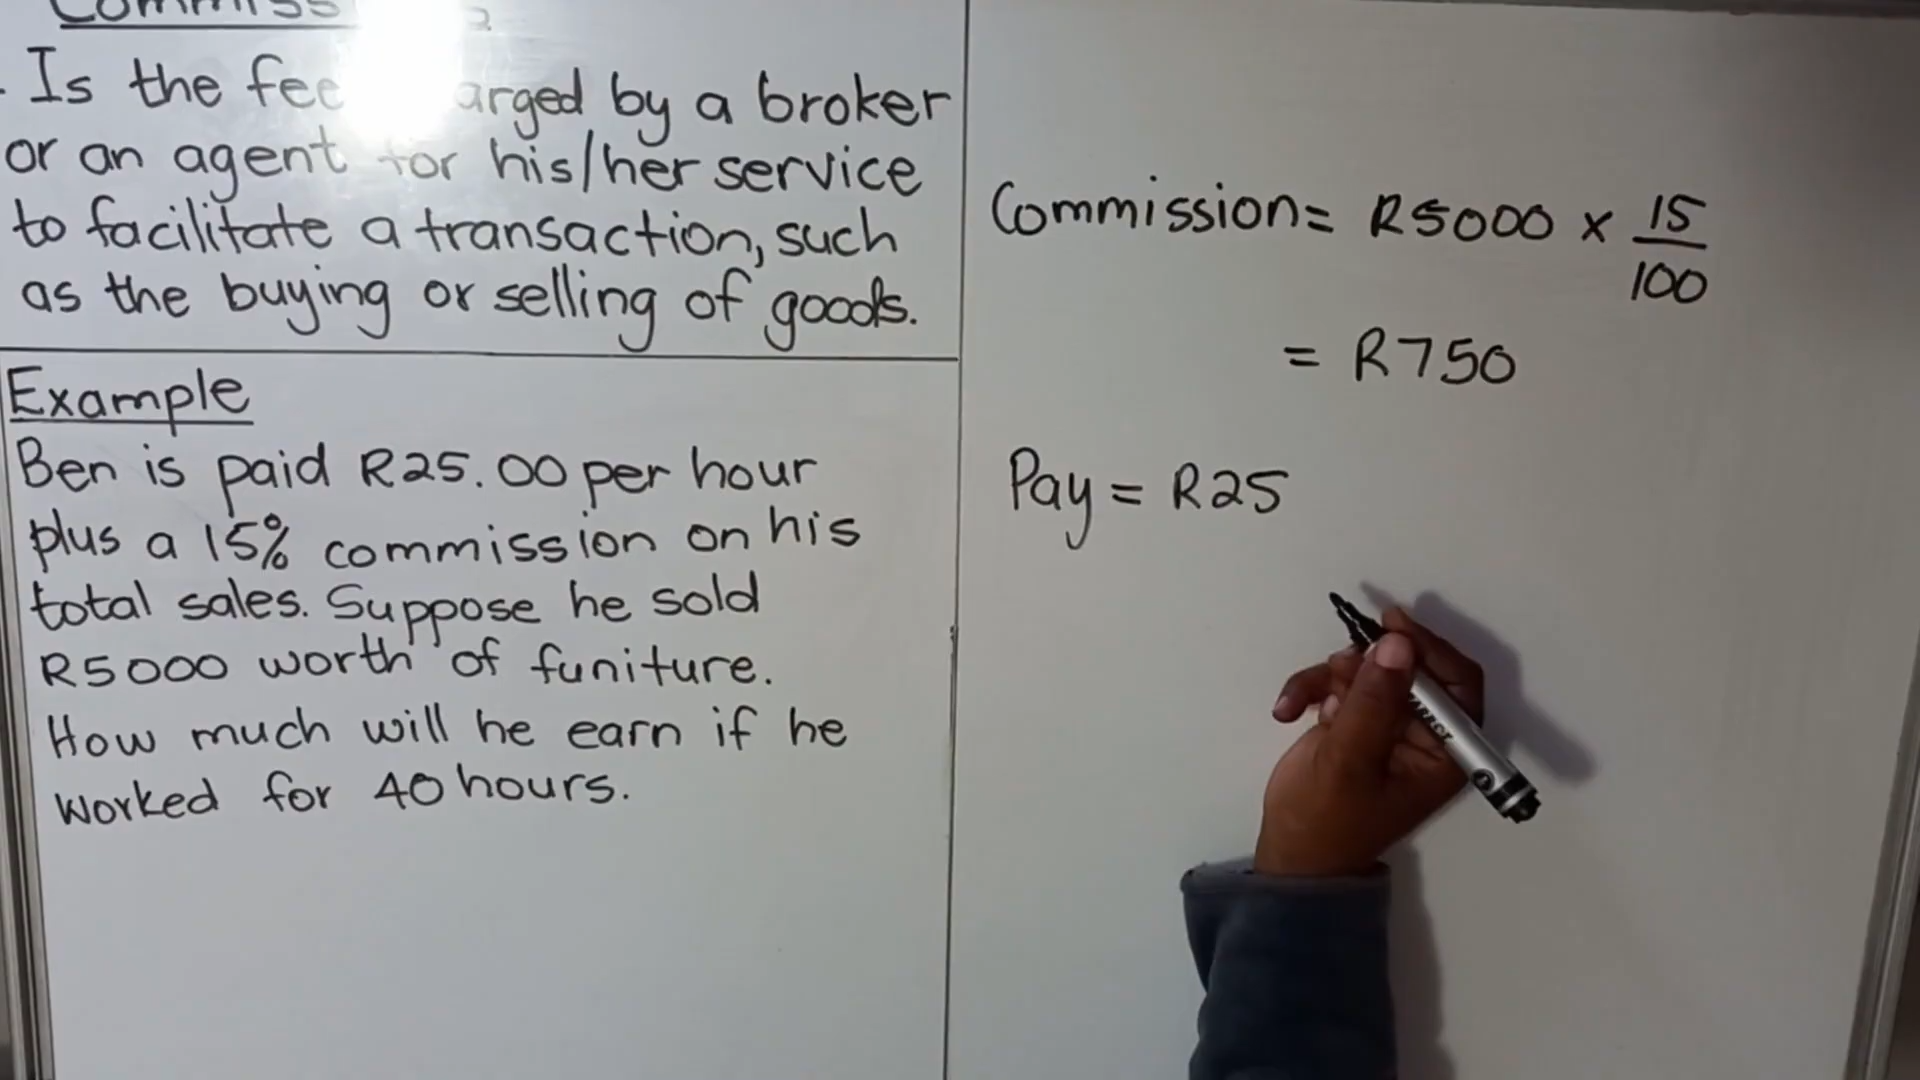 Is the fee by a broker
or an agent for his/her service
to facilitate a transaction, such
as the buying or selling of goods.
Example
Ben is paid R25.00 per hour
plus a 15% commission on his
total sales. Suppose he sold
R5000 worth of funiture.
How much will he earn if he
worked for 40 hours.
Commission = R5000 × 15
100
= R750
Pay = R25